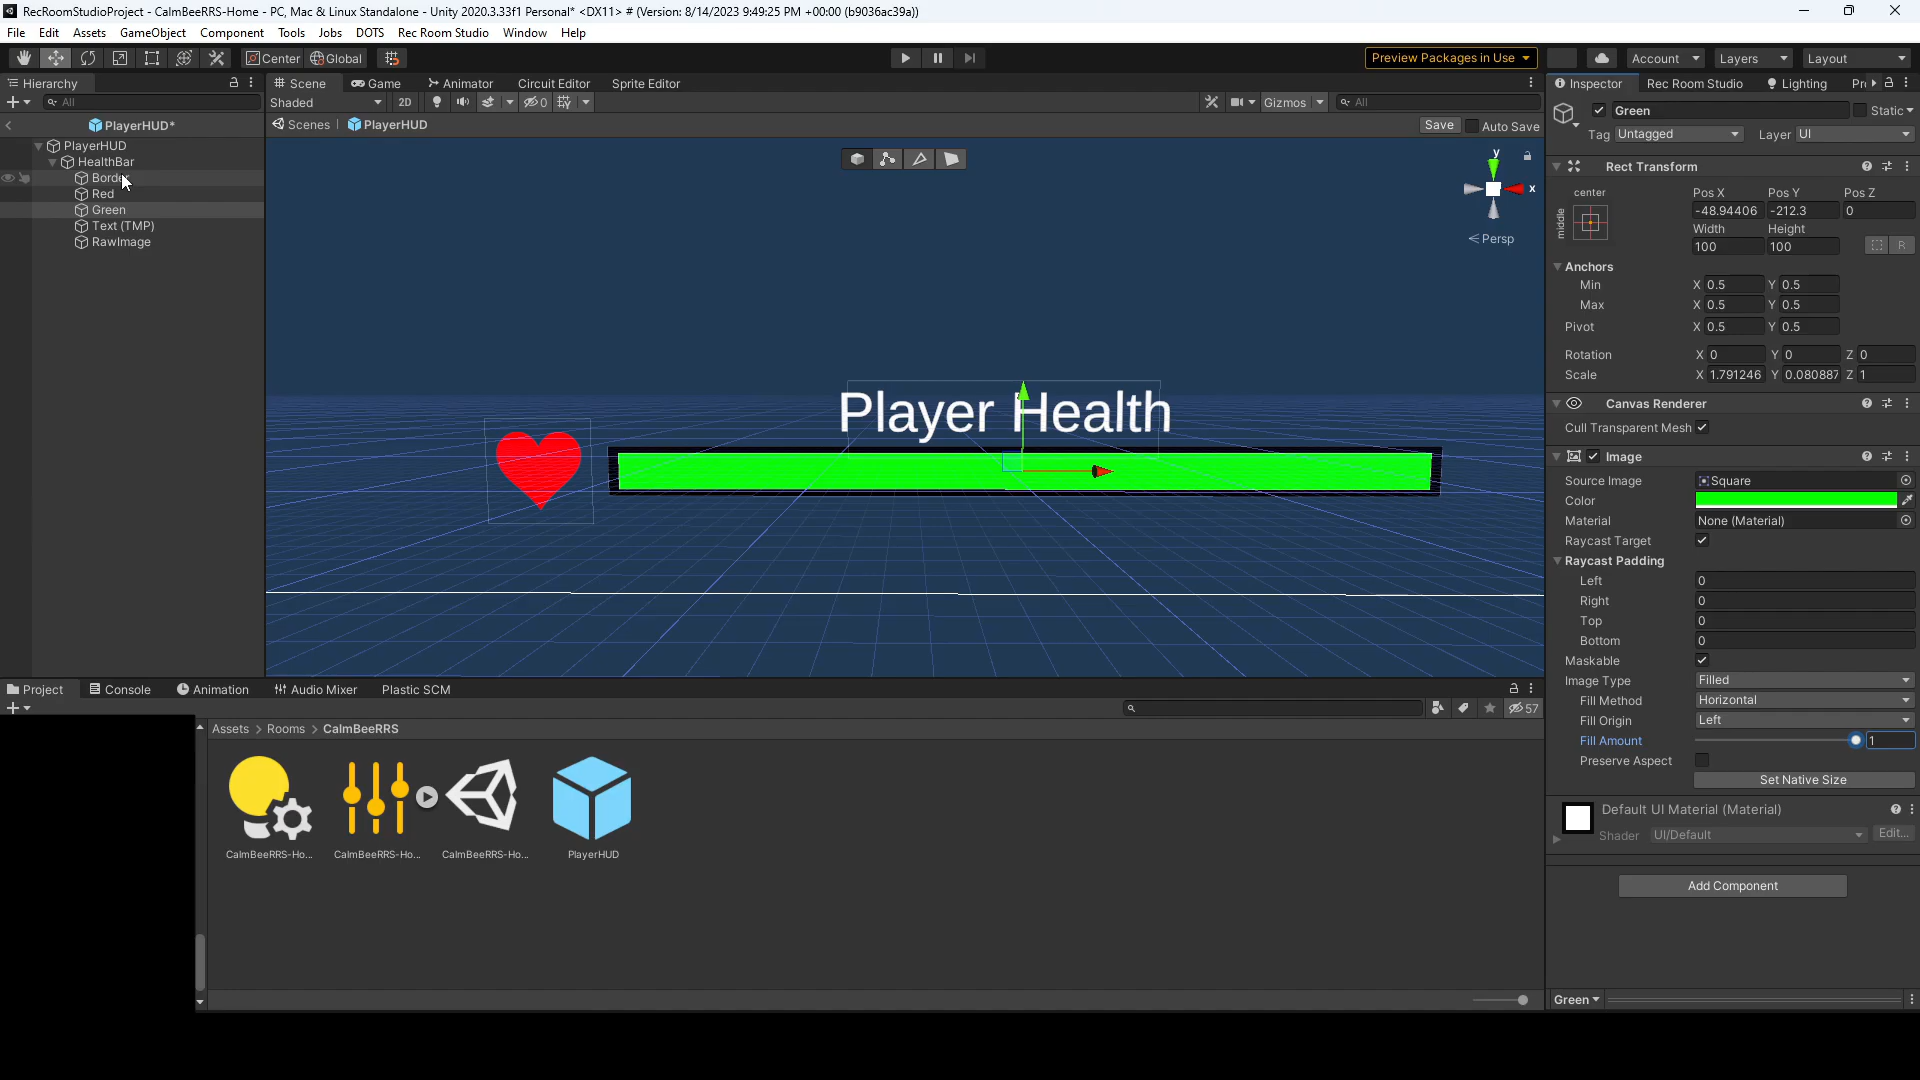 RecRoomStudioProject - CalmBeeRRS-Home - PC, Mac & Linux Standalone - Unity 2020.3.33f1 Personal* <DX11> # (Version: 8/14/2023 9:49:25 PM +00:00 (b9036ac39a))
File Edit Assets GameObject Component Tools Jobs DOTS Rec Room Studio Window Help
Center Global Preview Packages in Use Account Layers Layout
Hierarchy Scene Game Animator Circuit Editor Sprite Editor Inspector Rec Room Studio Lighting Pr
All Shaded 2D 0 Gizmos All
PlayerHUD* Scenes PlayerHUD Save Auto Save
Green Static
Tag Untagged Layer UI
PlayerHUD
HealthBar
Border
Red
Green
Text (TMP)
RawImage
y
x
Persp
Player Health
Rect Transform
center Pos X Pos Y Pos Z
middle -48.94406 -212.3 0
Width Height
100 100 R
Anchors
Min X 0.5 Y 0.5
Max X 0.5 Y 0.5
Pivot X 0.5 Y 0.5
Rotation X 0 Y 0 Z 0
Scale X 1.791246 Y 0.080887 Z 1
Canvas Renderer
Cull Transparent Mesh
Image
Source Image Square
Color
Material None (Material)
Raycast Target
Raycast Padding
Left 0
Right 0
Top 0
Bottom 0
Maskable
Image Type Filled
Fill Method Horizontal
Fill Origin Left
Fill Amount 1
Preserve Aspect
Set Native Size
Default UI Material (Material)
Shader UI/Default Edit...
Add Component
Green
Project Console Animation Audio Mixer Plastic SCM
57
Assets > Rooms > CalmBeeRRS
CalmBeeRRS-Ho... CalmBeeRRS-Ho... CalmBeeRRS-Ho... PlayerHUD